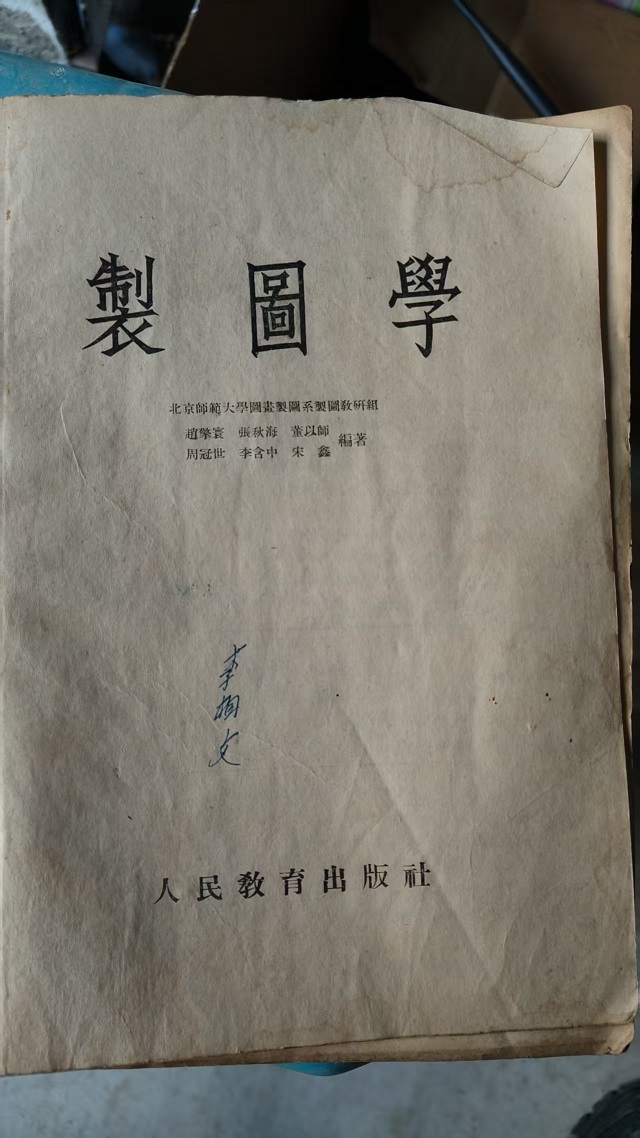 製圖學
北京師範大學圖畫製圖系製圖教研組
趙擎寰 張秋海 董以師
周冠世 李含中 宋鑫 編著
人民教育出版社